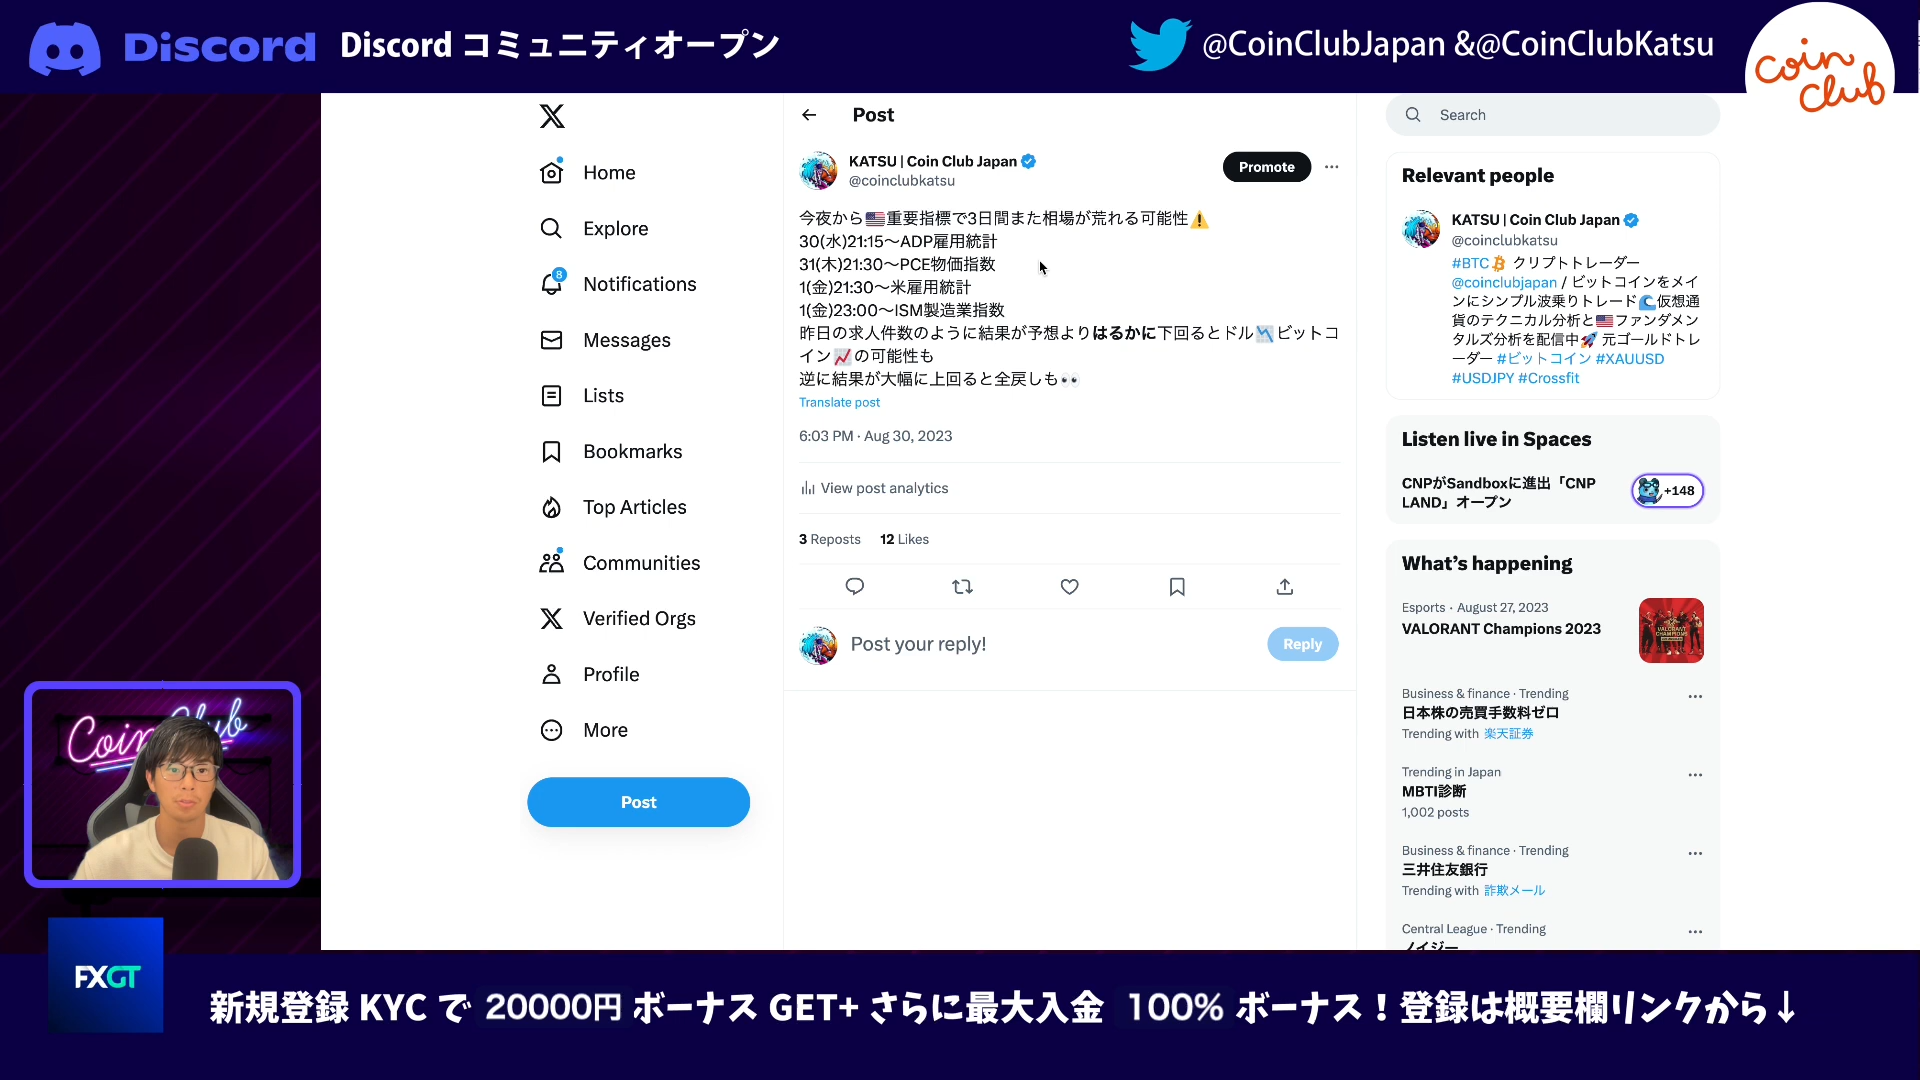 Discord Discord コミュニティオープン
@CoinClubJapan &@CoinClubKatsu
coin club
Home
Explore
8
Notifications
Messages
Lists
Bookmarks
Top Articles
Communities
Verified Orgs
Profile
More
Post
Post
KATSU | Coin Club Japan
@coinclubkatsu
Promote
今夜から🇺🇸重要指標で3日間また相場が荒れる可能性⚠️
30(水)21:15〜ADP雇用統計
31(木)21:30〜PCE物価指数
1(金)21:30〜米雇用統計
1(金)23:00〜ISM製造業指数
昨日の求人件数のように結果が予想よりはるかに下回るとドル📉ビットコ
イン📈の可能性も
逆に結果が大幅に上回ると全戻しも👀
Translate post
6:03 PM · Aug 30, 2023
View post analytics
3 Reposts 12 Likes
Post your reply!
Reply
Search
Relevant people
KATSU | Coin Club Japan
@coinclubkatsu
#BTC クリプトトレーダー
@coinclubjapan / ビットコインをメイ
ンにシンプル波乗りトレード🌊仮想通
貨のテクニカル分析と🇺🇸ファンダメン
タルズ分析を配信中🚀 元ゴールドトレ
ーダー #ビットコイン #XAUUSD
#USDJPY #Crossfit
Listen live in Spaces
CNPがSandboxに進出「CNP
LAND」オープン
+148
What's happening
Esports · August 27, 2023
VALORANT Champions 2023
VALORANT
CHAMPIONS
Business & finance · Trending
日本株の売買手数料ゼロ
Trending with 楽天証券
Trending in Japan
MBTI診断
1,002 posts
Business & finance · Trending
三井住友銀行
Trending with 詐欺メール
Central League · Trending
ノイジー
Coin Club
FXGT
新規登録 KYC で 20000円 ボーナス GET+ さらに最大入金 100% ボーナス！登録は概要欄リンクから↓